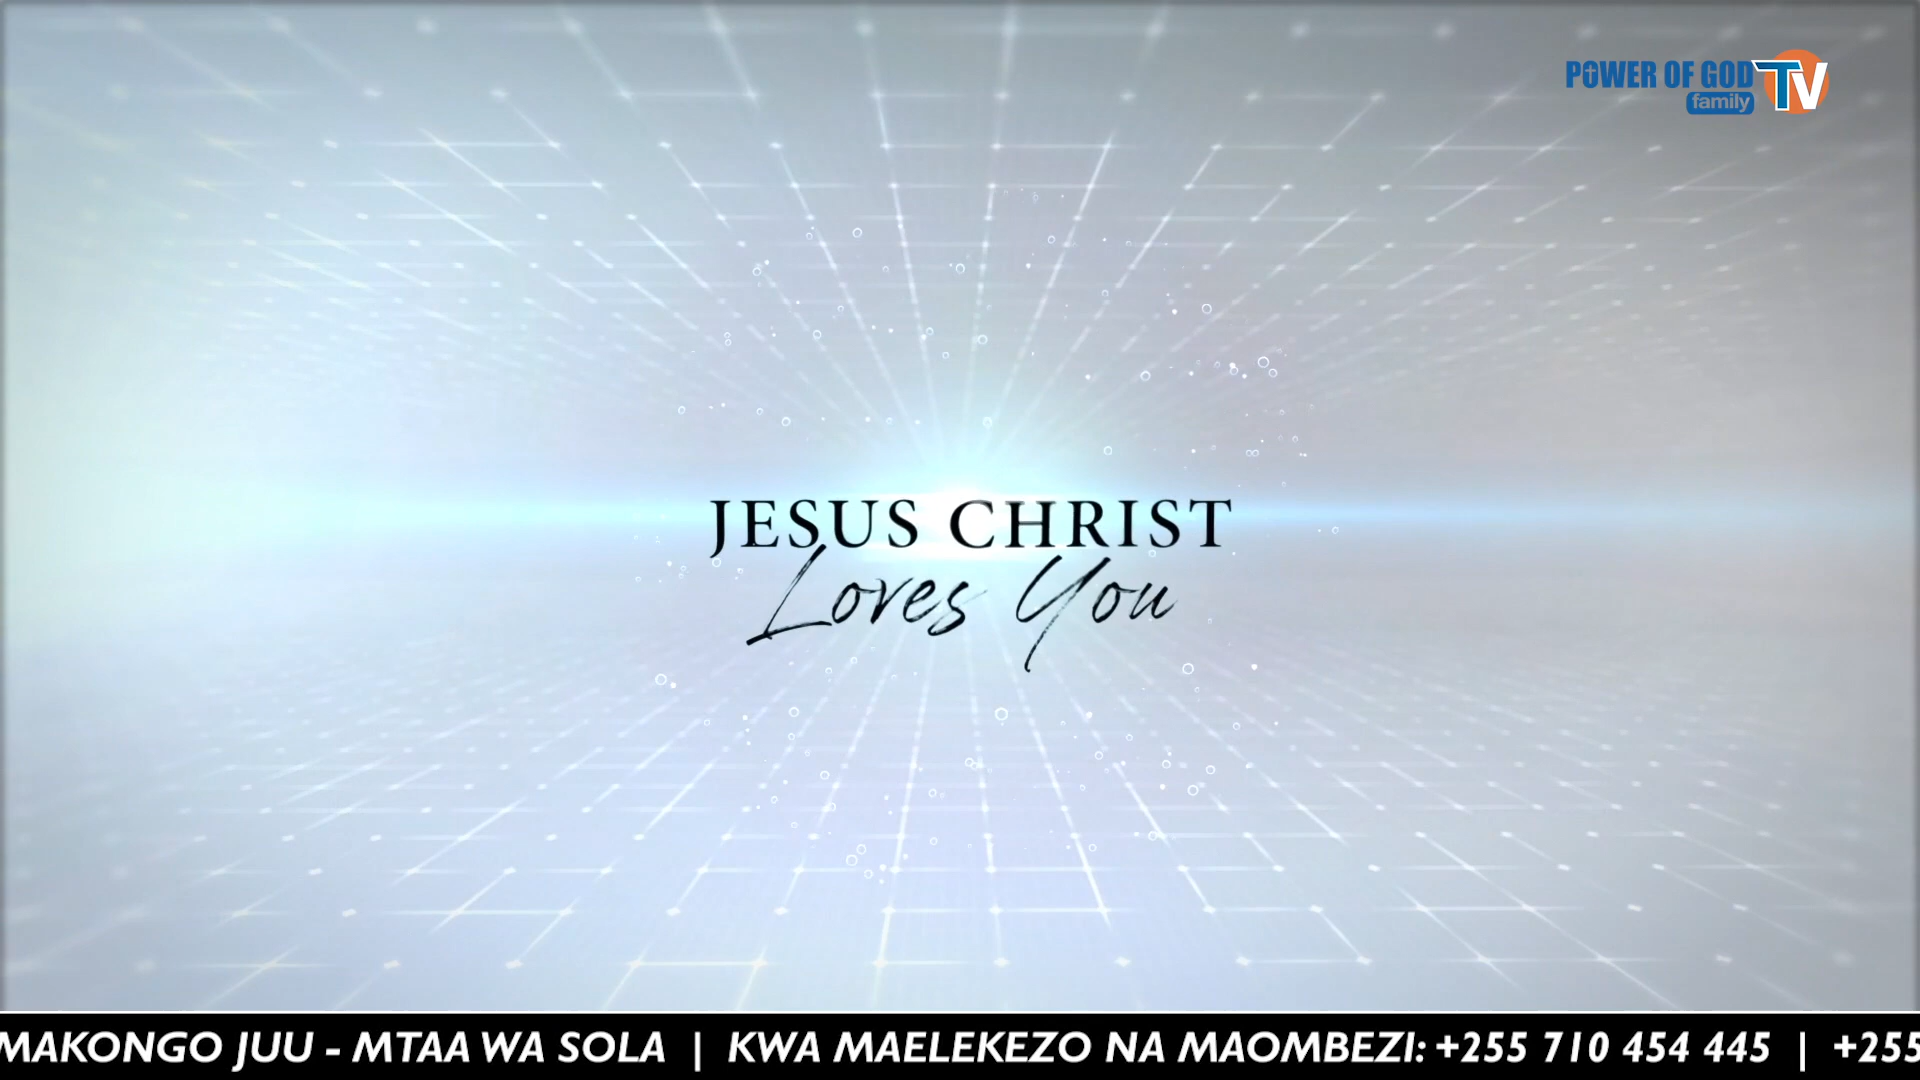 POWER OF GOD TV
family
JESUS CHRIST
Loves You
MAKONGO JUU - MTAA WA SOLA | KWA MAELEKEZO NA MAOMBEZI: +255 710 454 445 | +255